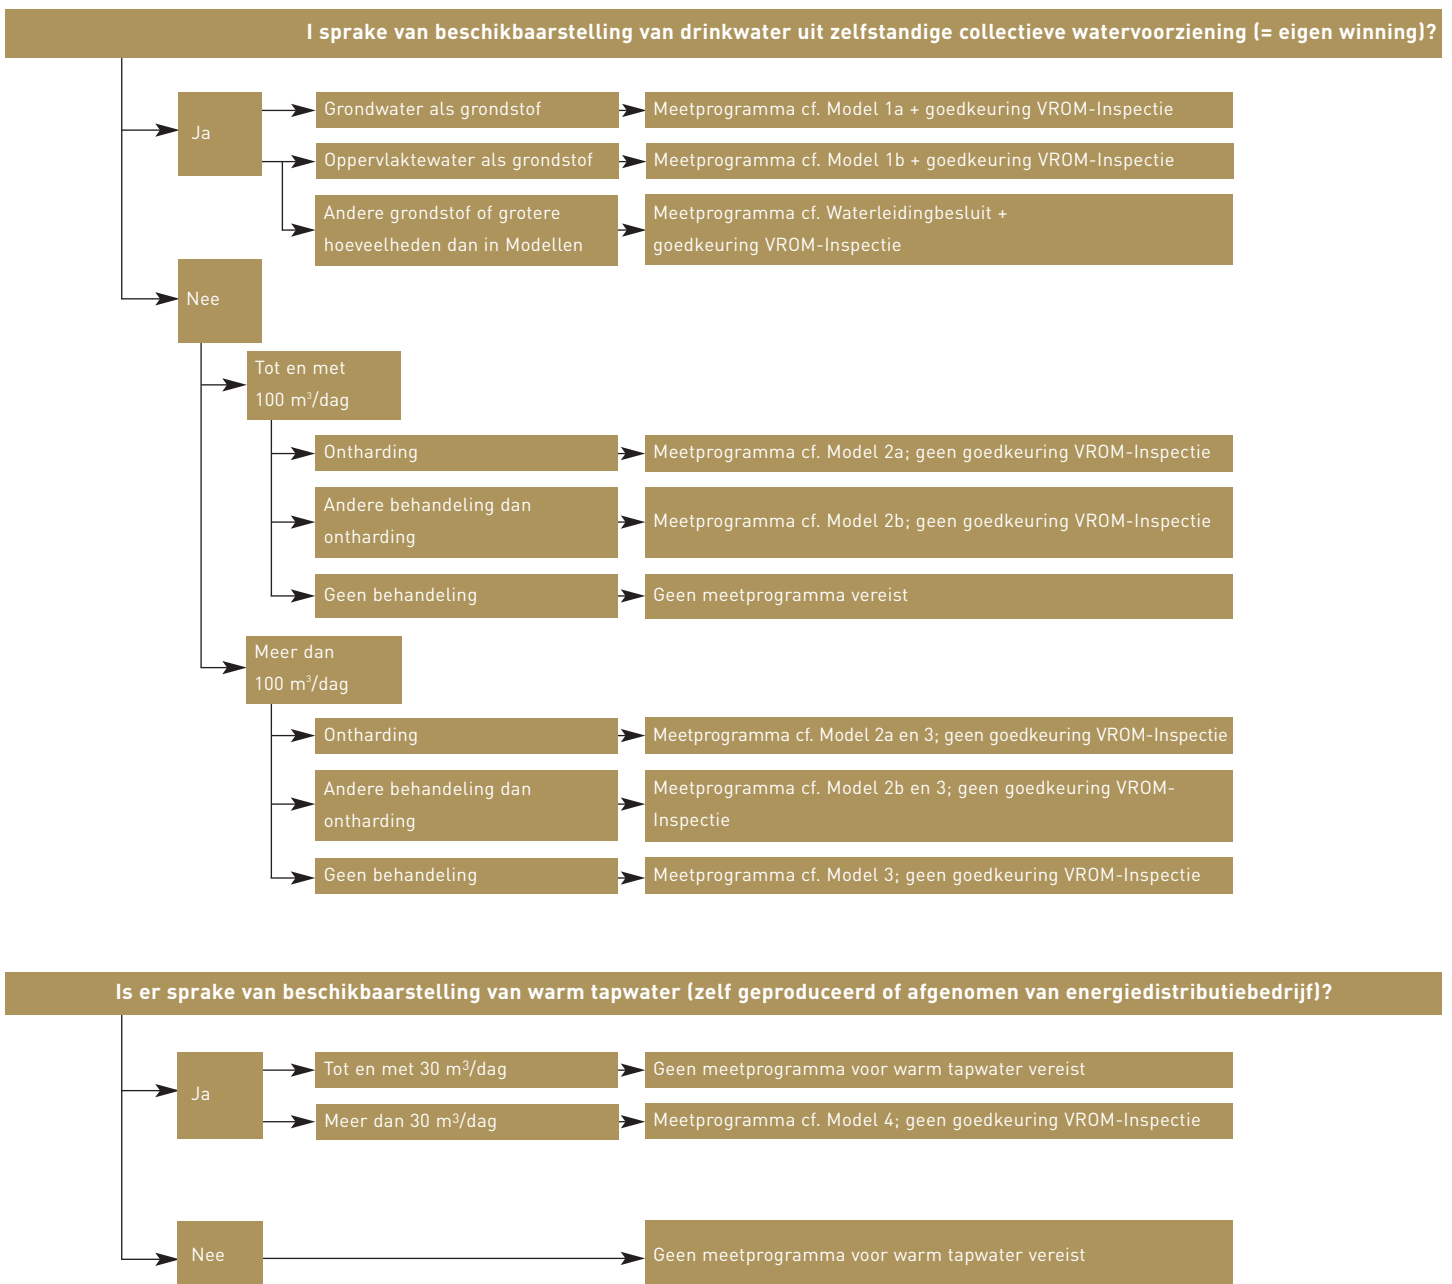 I sprake van beschikbaarstelling van drinkwater uit zelfstandige collectieve watervoorziening (= eigen winning)?
Ja
Grondwater als grondstof
Meetprogramma cf. Model 1a + goedkeuring VROM-Inspectie
Oppervlaktewater als grondstof
Meetprogramma cf. Model 1b + goedkeuring VROM-Inspectie
Andere grondstof of grotere
hoeveelheden dan in Modellen
Meetprogramma cf. Waterleidingbesluit +
goedkeuring VROM-Inspectie
Nee
Tot en met
100 m³/dag
Ontharding
Meetprogramma cf. Model 2a; geen goedkeuring VROM-Inspectie
Andere behandeling dan
ontharding
Meetprogramma cf. Model 2b; geen goedkeuring VROM-Inspectie
Geen behandeling
Geen meetprogramma vereist
Meer dan
100 m³/dag
Ontharding
Meetprogramma cf. Model 2a en 3; geen goedkeuring VROM-Inspectie
Andere behandeling dan
ontharding
Meetprogramma cf. Model 2b en 3; geen goedkeuring VROM-
Inspectie
Geen behandeling
Meetprogramma cf. Model 3; geen goedkeuring VROM-Inspectie
Is er sprake van beschikbaarstelling van warm tapwater (zelf geproduceerd of afgenomen van energiedistributiebedrijf)?
Ja
Tot en met 30 m³/dag
Geen meetprogramma voor warm tapwater vereist
Meer dan 30 m³/dag
Meetprogramma cf. Model 4; geen goedkeuring VROM-Inspectie
Nee
Geen meetprogramma voor warm tapwater vereist